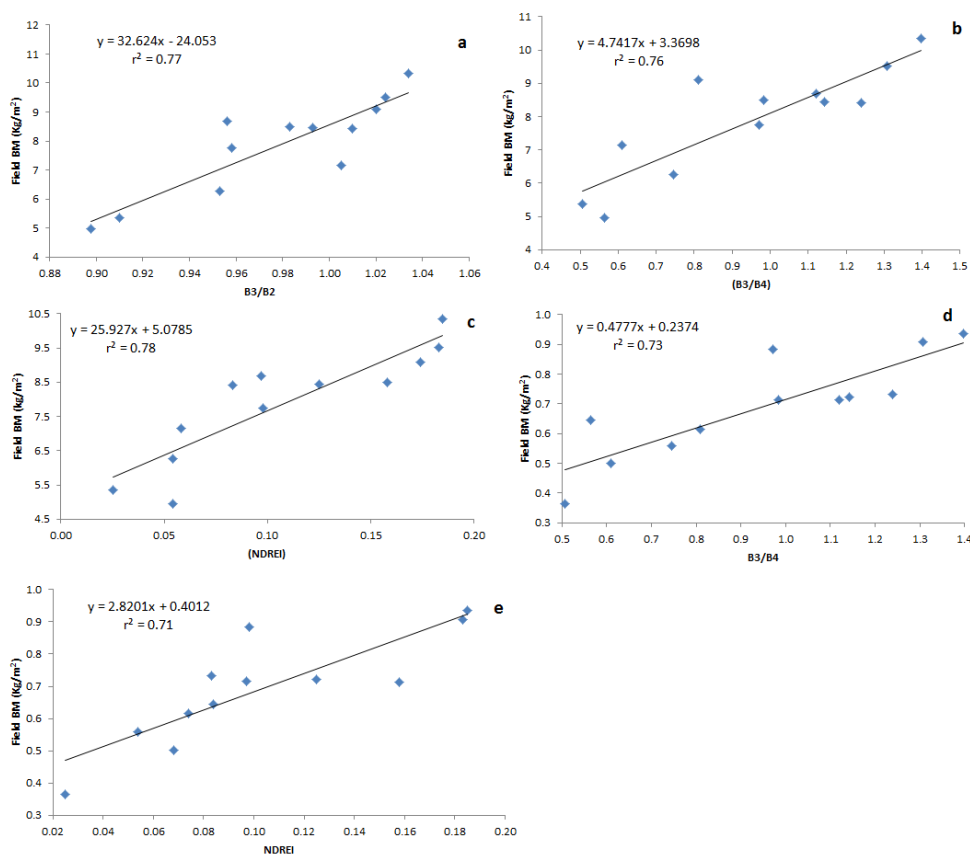 y = 32.624x - 24.053
r² = 0.77
a
Field BM (Kg/m²)
12
11
10
9
8
7
6
5
4
0.88 0.90 0.92 0.94 0.96 0.98 1.00 1.02 1.04 1.06
B3/B2
y = 4.7417x + 3.3698
r² = 0.76
b
Field BM (kg/m²)
11
10
9
8
7
6
5
4
0.4 0.5 0.6 0.7 0.8 0.9 1.0 1.1 1.2 1.3 1.4 1.5
(B3/B4)
y = 25.927x + 5.0785
r² = 0.78
c
Field BM (kg/m²)
10.5
9.5
8.5
7.5
6.5
5.5
4.5
0.00 0.05 0.10 0.15 0.20
(NDREI)
y = 0.4777x + 0.2374
r² = 0.73
d
Field BM (Kg/m²)
1.0
0.9
0.8
0.7
0.6
0.5
0.4
0.3
0.5 0.6 0.7 0.8 0.9 1.0 1.1 1.2 1.3 1.4
B3/B4
y = 2.8201x + 0.4012
r² = 0.71
e
Field BM (Kg/m²)
1.0
0.9
0.8
0.7
0.6
0.5
0.4
0.3
0.02 0.04 0.06 0.08 0.10 0.12 0.14 0.16 0.18 0.20
NDREI